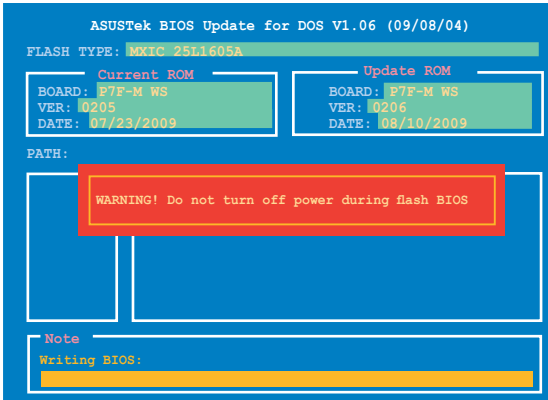 ASUSTek BIOS Update for DOS V1.06 (09/08/04)
FLASH TYPE: MXIC 25L1605A
Current ROM
BOARD: P7F-M WS
VER: 0205
DATE: 07/23/2009
Update ROM
BOARD: P7F-M WS
VER: 0206
DATE: 08/10/2009
PATH:
WARNING! Do not turn off power during flash BIOS
Note
Writing BIOS: